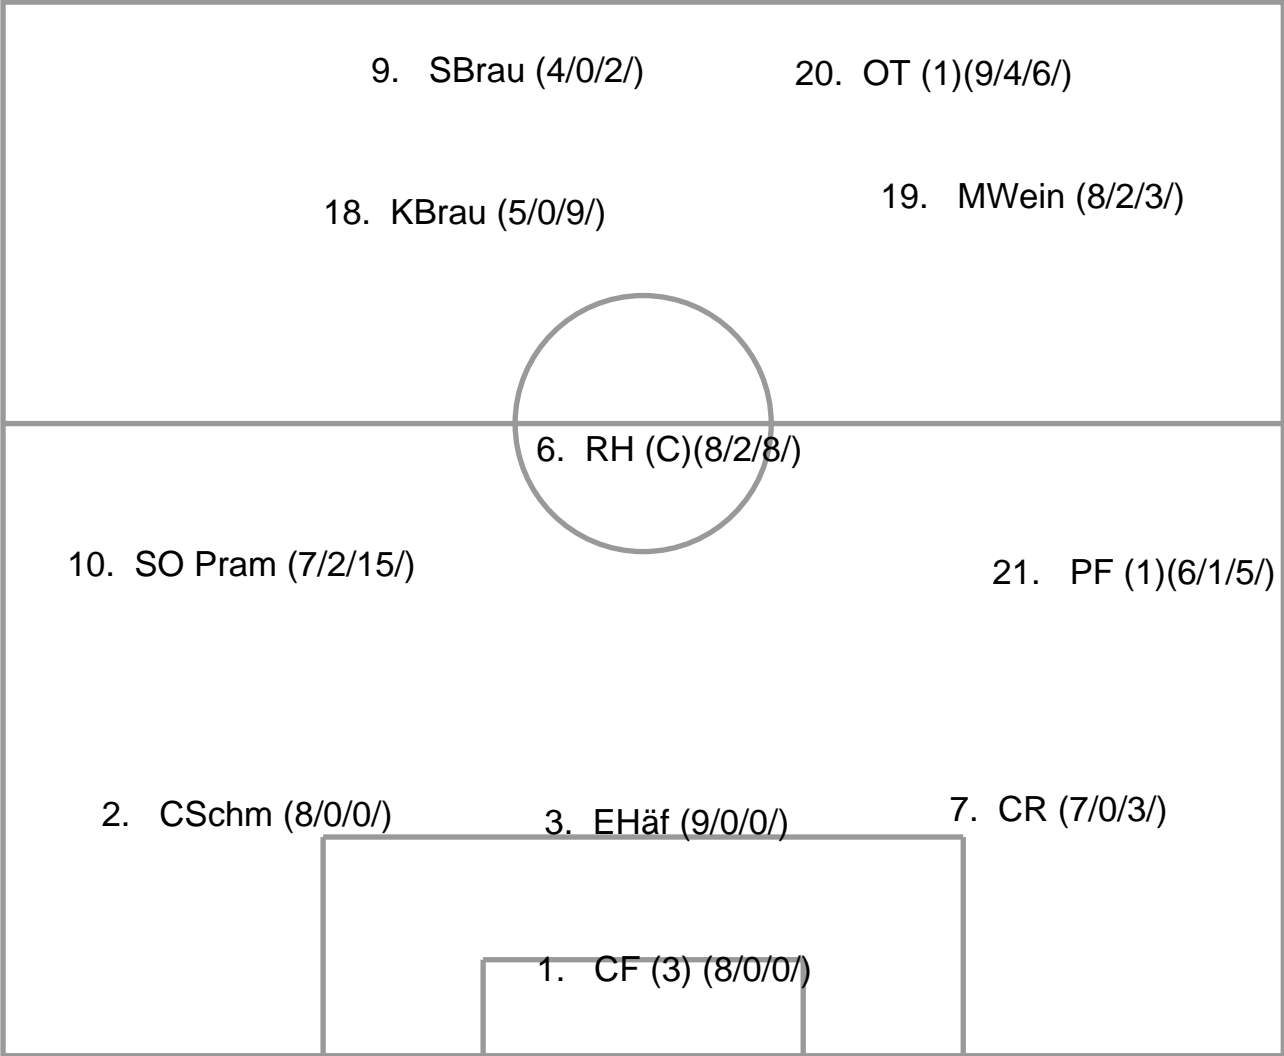 9. SBrau (4/0/2/)
20. OT (1)(9/4/6/)
18. KBrau (5/0/9/)
19. MWein (8/2/3/)
6. RH (C)(8/2/8/)
10. SO Pram (7/2/15/)
21. PF (1)(6/1/5/)
2. CSchm (8/0/0/)
3. EHäf (9/0/0/)
7. CR (7/0/3/)
1. CF (3) (8/0/0/)